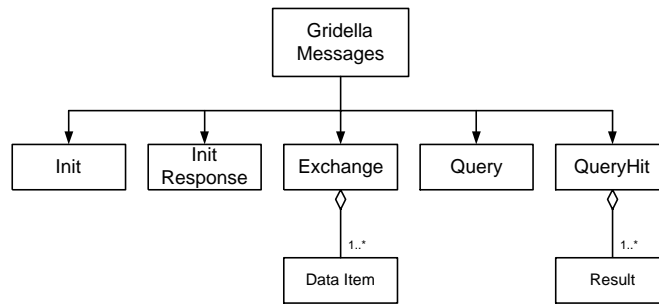 Gridella
Messages
Init
Init
Response
Exchange
Query
QueryHit
1..*
1..*
Data Item
Result